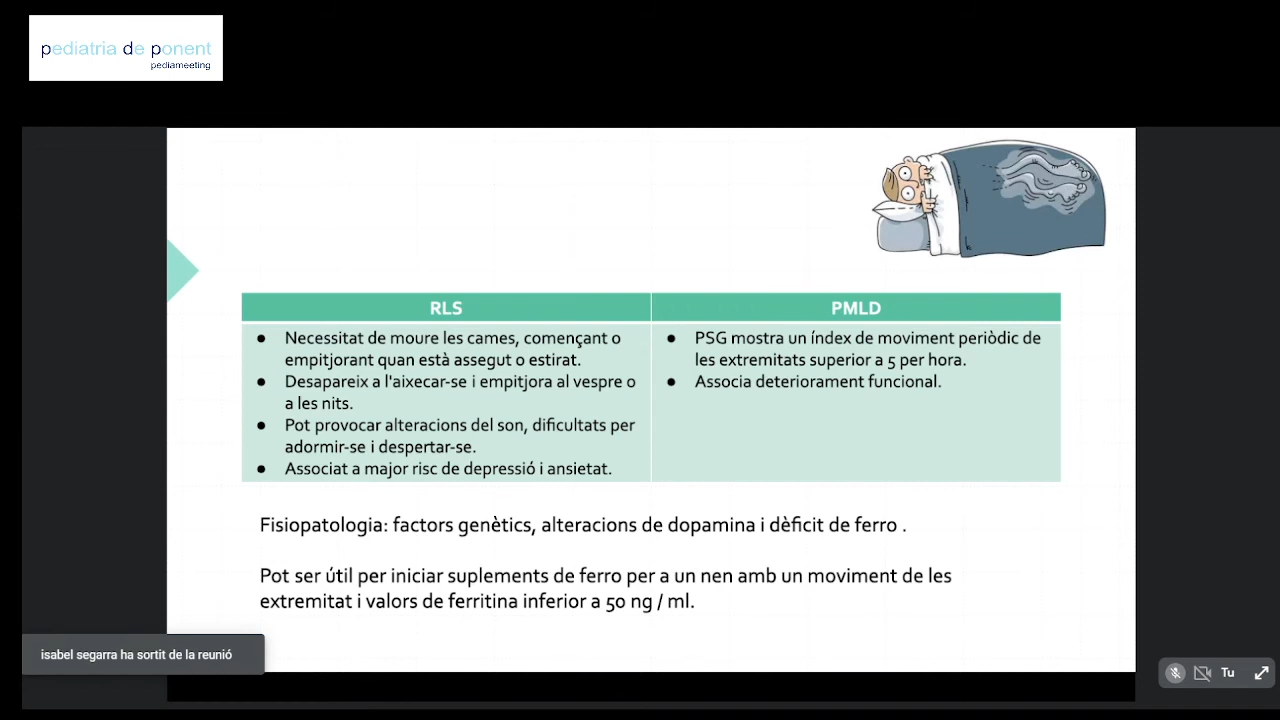 pediatria de ponent
pediameeting
RLS
PMLD
● Necessitat de moure les cames, començant o
empitjorant quan està assegut o estirat.
● Desapareix a l'aixecar-se i empitjora al vespre o
a les nits.
● Pot provocar alteracions del son, dificultats per
adormir-se i despertar-se.
● Associat a major risc de depressió i ansietat.
● PSG mostra un índex de moviment periòdic de
les extremitats superior a 5 per hora.
● Associa deteriorament funcional.
Fisiopatologia: factors genètics, alteracions de dopamina i dèficit de ferro .
Pot ser útil per iniciar suplements de ferro per a un nen amb un moviment de les
extremitat i valors de ferritina inferior a 50 ng / ml.
isabel segarra ha sortit de la reunió
Tu